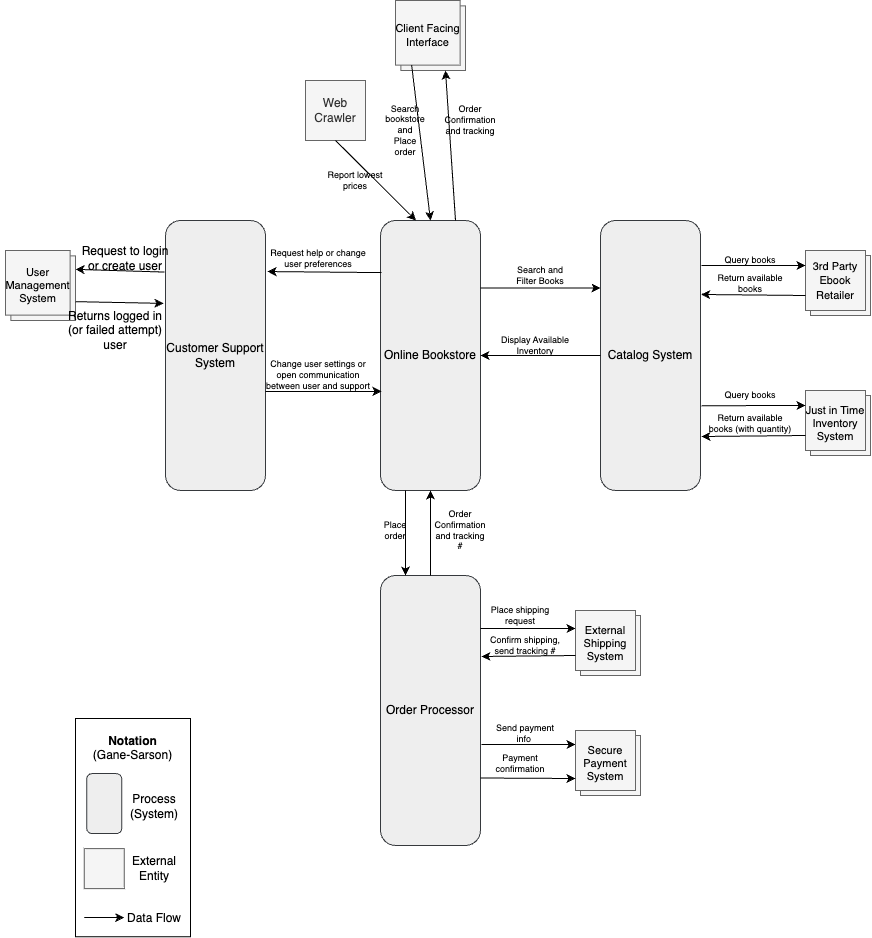 Client Facing
Interface
Web
Crawler
Search
bookstore
and
Place
order
Order
Confirmation
and tracking
Report lowest
prices
User
Management
System
Request to login
or create user
Returns logged in
(or failed attempt)
user
Customer Support
System
Request help or change
user preferences
Change user settings or
open communication
between user and support
Online Bookstore
Search and
Filter Books
Display Available
Inventory
Catalog System
Query books
Return available
books
3rd Party
Ebook
Retailer
Query books
Return available
books (with quantity)
Just in Time
Inventory
System
Place
order
Order
Confirmation
and tracking
#
Order Processor
Place shipping
request
Confirm shipping,
send tracking #
External
Shipping
System
Send payment
info
Payment
confirmation
Secure
Payment
System
Notation
(Gane-Sarson)
Process
(System)
External
Entity
Data Flow